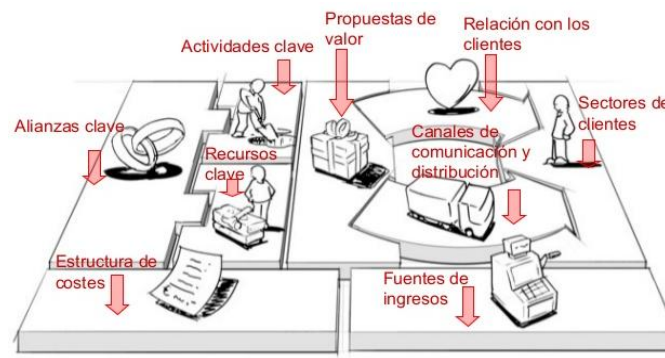 Propuestas de
valor
Relación con los
clientes
Actividades clave
Sectores de
clientes
Alianzas clave
Canales de
comunicación y
distribución
Recursos
clave
Estructura de
costes
Fuentes de
ingresos